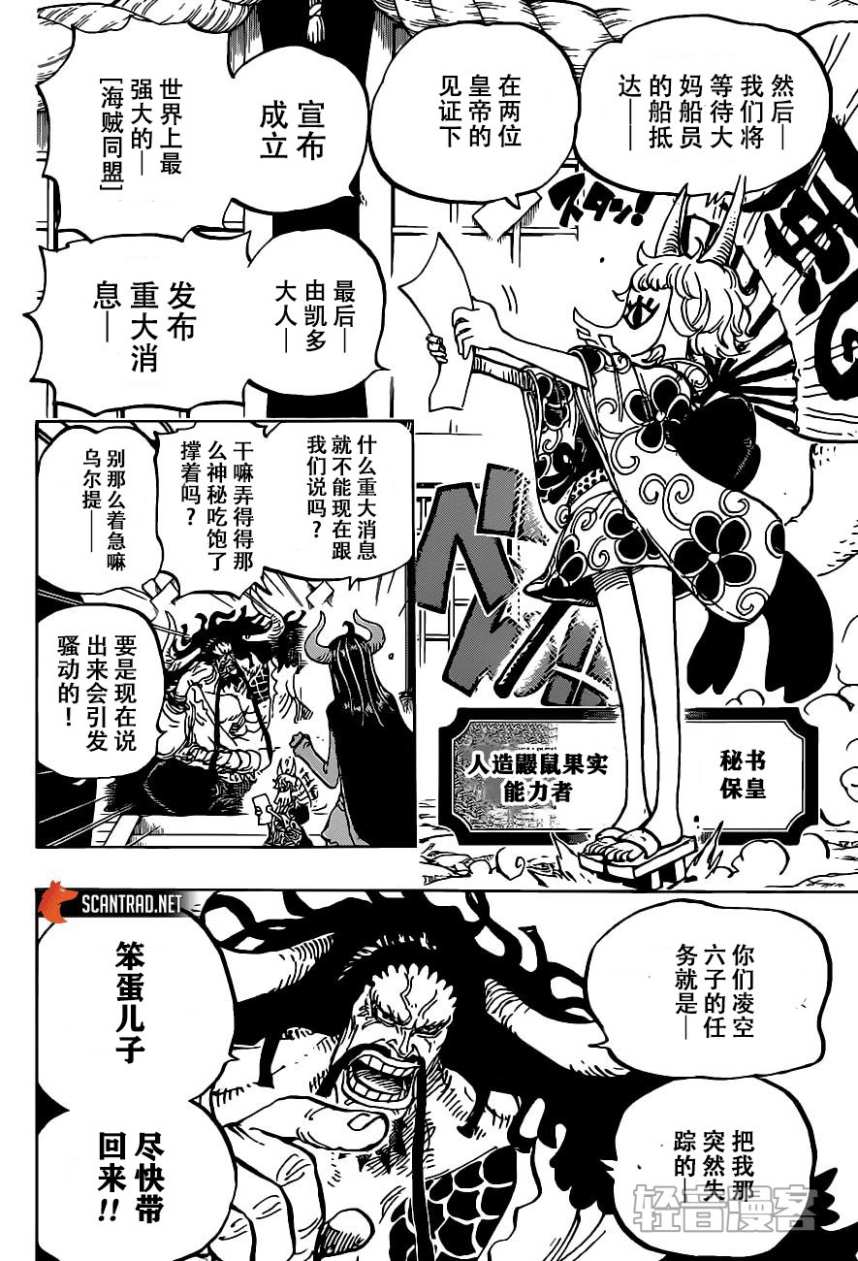 然后—
我们将
等待大
妈船员
的船抵
达——
在两位
皇帝的
见证下
宣布
成立
世界上最
强大的—
[海贼同盟]
最后—
由凯多
大人—
发布
重大消
息—
スタン!
秘书
保皇
人造鼹鼠果实
能力者
什么重大消息
就不能现在跟
我们说吗?
干嘛弄得得那
么神秘吃饱了
撑着吗?
别那么着急嘛
乌尔提——
要是现在说
出来会引发
骚动的!
SCANTRAD.NET
你们凌空
六子的任
务就是—
把我那
突然失
踪的—
笨蛋儿子
尽快带
回来!!
轻音漫客